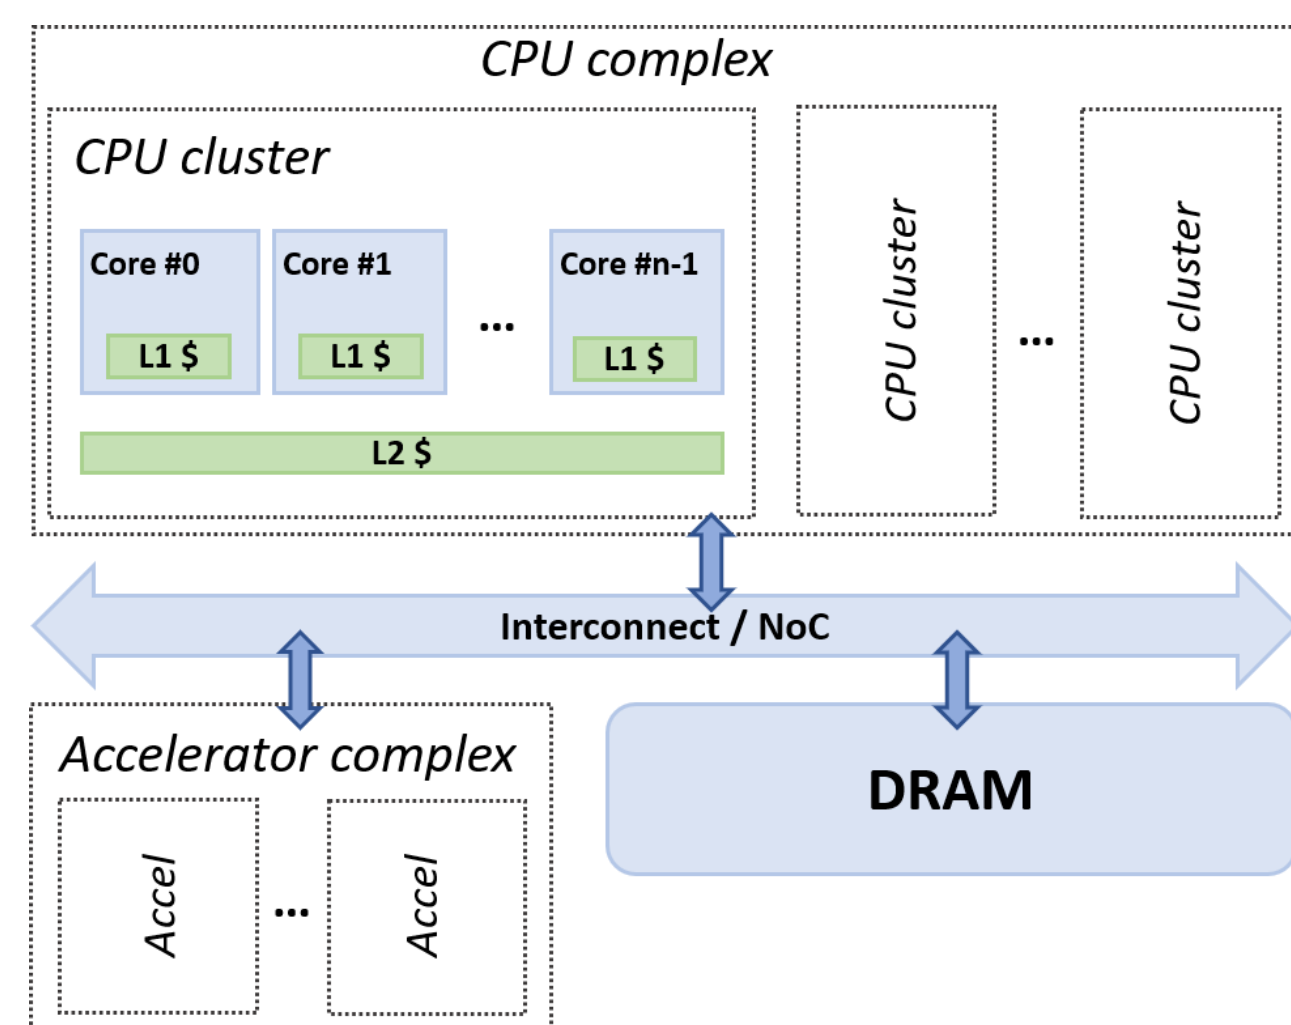 CPU complex
CPU cluster
Core #0
Core #1
...
Core #n-1
L1 $
L1 $
L1 $
L2 $
CPU cluster
...
CPU cluster
Interconnect / NoC
Accelerator complex
Accel
...
Accel
DRAM